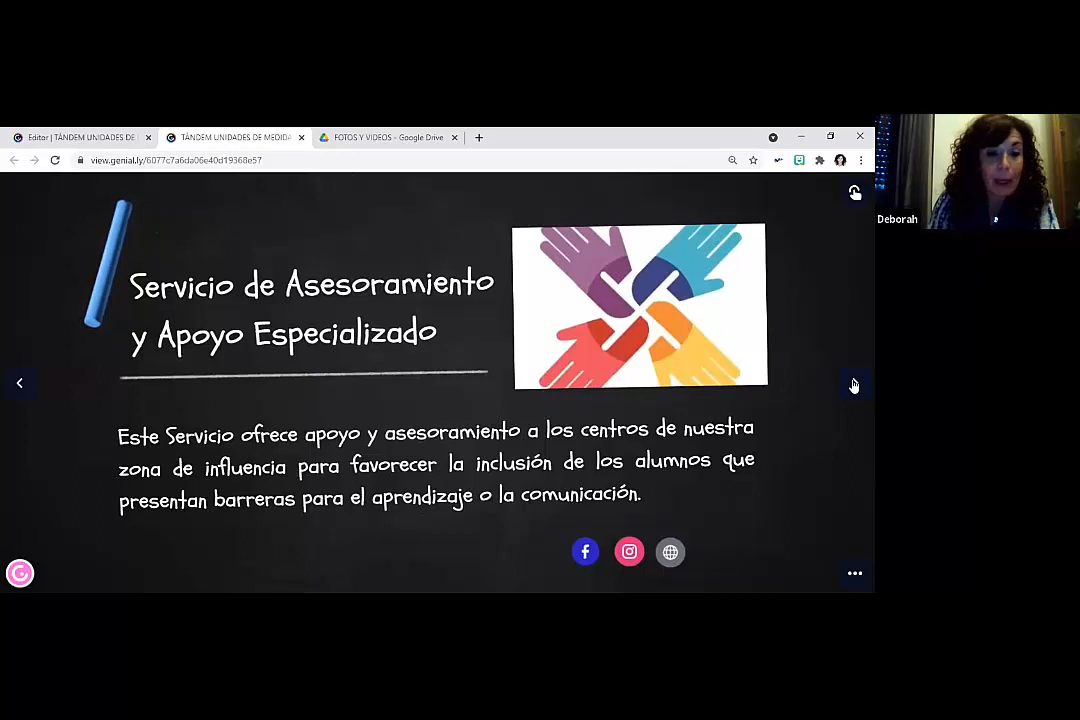 Editor | TÁNDEM UNIDADES DE
TÁNDEM UNIDADES DE MEDIDA
FOTOS Y VIDEOS - Google Drive
view.genial.ly/6077c7a6da06e40d19368e57
Deborah
Servicio de Asesoramiento
y Apoyo Especializado
Este Servicio ofrece apoyo y asesoramiento a los centros de nuestra
zona de influencia para favorecer la inclusión de los alumnos que
presentan barreras para el aprendizaje o la comunicación.